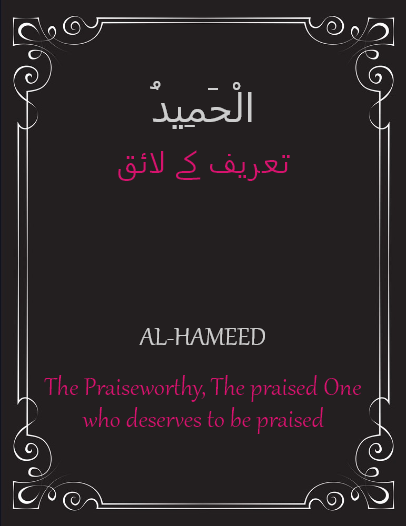 الْحَمِيدُ
تعریف کے لائق
AL-HAMEED
The Praiseworthy, The praised One
who deserves to be praised